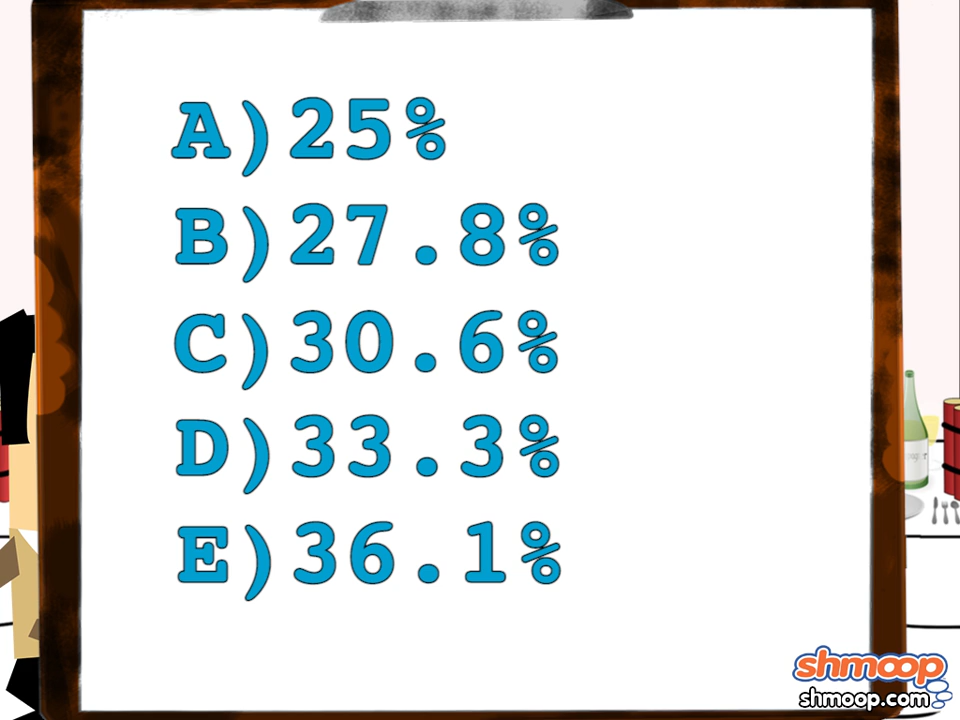 A)25%
B)27.8%
C)30.6%
D)33.3%
E)36.1%
shmoop
shmoop.com